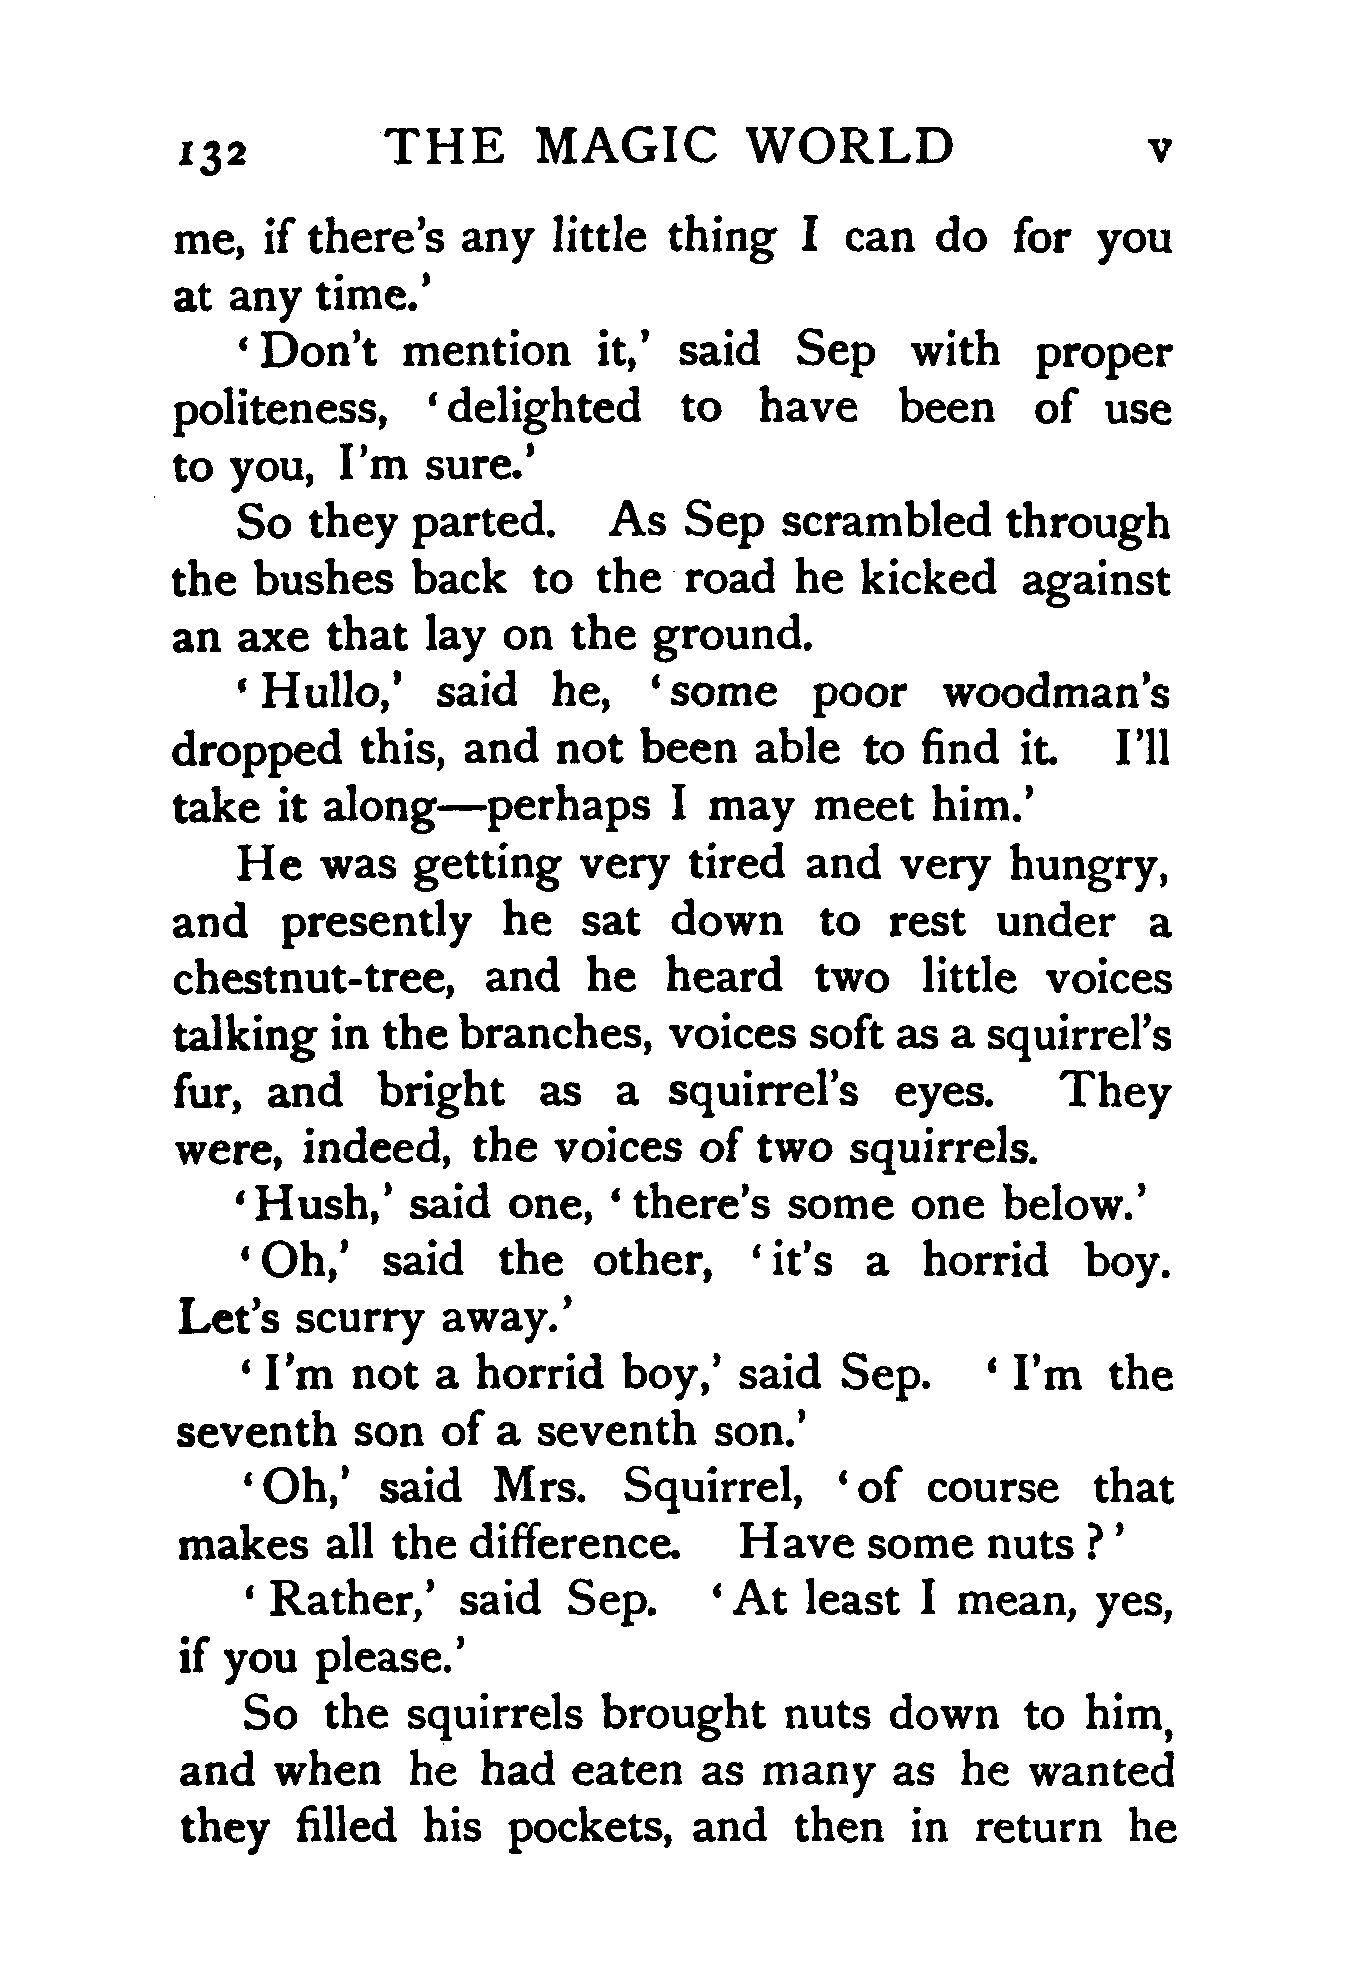 132 THE MAGIC WORLD v
me, if there's any little thing I can do for you
at any time.'
'Don't mention it,' said Sep with proper
politeness, 'delighted to have been of use
to you, I'm sure.'
So they parted. As Sep scrambled through
the bushes back to the road he kicked against
an axe that lay on the ground.
'Hullo,' said he, 'some poor woodman's
dropped this, and not been able to find it. I'll
take it along—perhaps I may meet him.'
He was getting very tired and very hungry,
and presently he sat down to rest under a
chestnut-tree, and he heard two little voices
talking in the branches, voices soft as a squirrel's
fur, and bright as a squirrel's eyes. They
were, indeed, the voices of two squirrels.
'Hush,' said one, 'there's some one below.'
'Oh,' said the other, 'it's a horrid boy.
Let's scurry away.'
'I'm not a horrid boy,' said Sep. 'I'm the
seventh son of a seventh son.'
'Oh,' said Mrs. Squirrel, 'of course that
makes all the difference. Have some nuts?'
'Rather,' said Sep. 'At least I mean, yes,
if you please.'
So the squirrels brought nuts down to him,
and when he had eaten as many as he wanted
they filled his pockets, and then in return he